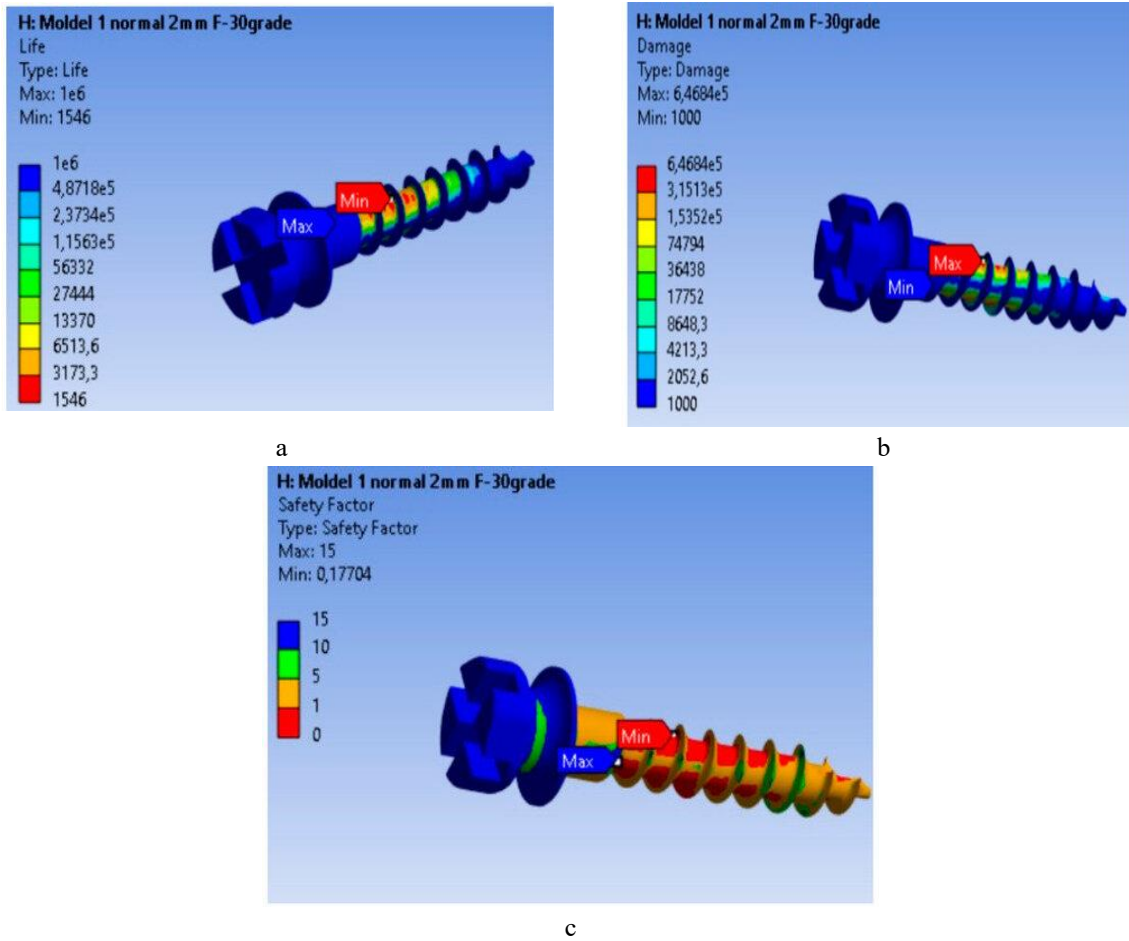 H: Moldel 1 normal 2mm F-30grade
Life
Type: Life
Max: 1e6
Min: 1546
1e6
4,8718e5
2,3734e5
1,1563e5
56332
27444
13370
6513,6
3173,3
1546
Min
Max
a
H: Moldel 1 normal 2mm F-30grade
Damage
Type: Damage
Max: 6,4684e5
Min: 1000
6,4684e5
3,1513e5
1,5352e5
74794
36438
17752
8648,3
4213,3
2052,6
1000
Max
Min
b
H: Moldel 1 normal 2mm F-30grade
Safety Factor
Type: Safety Factor
Max: 15
Min: 0,17704
15
10
5
1
0
Min
Max
c